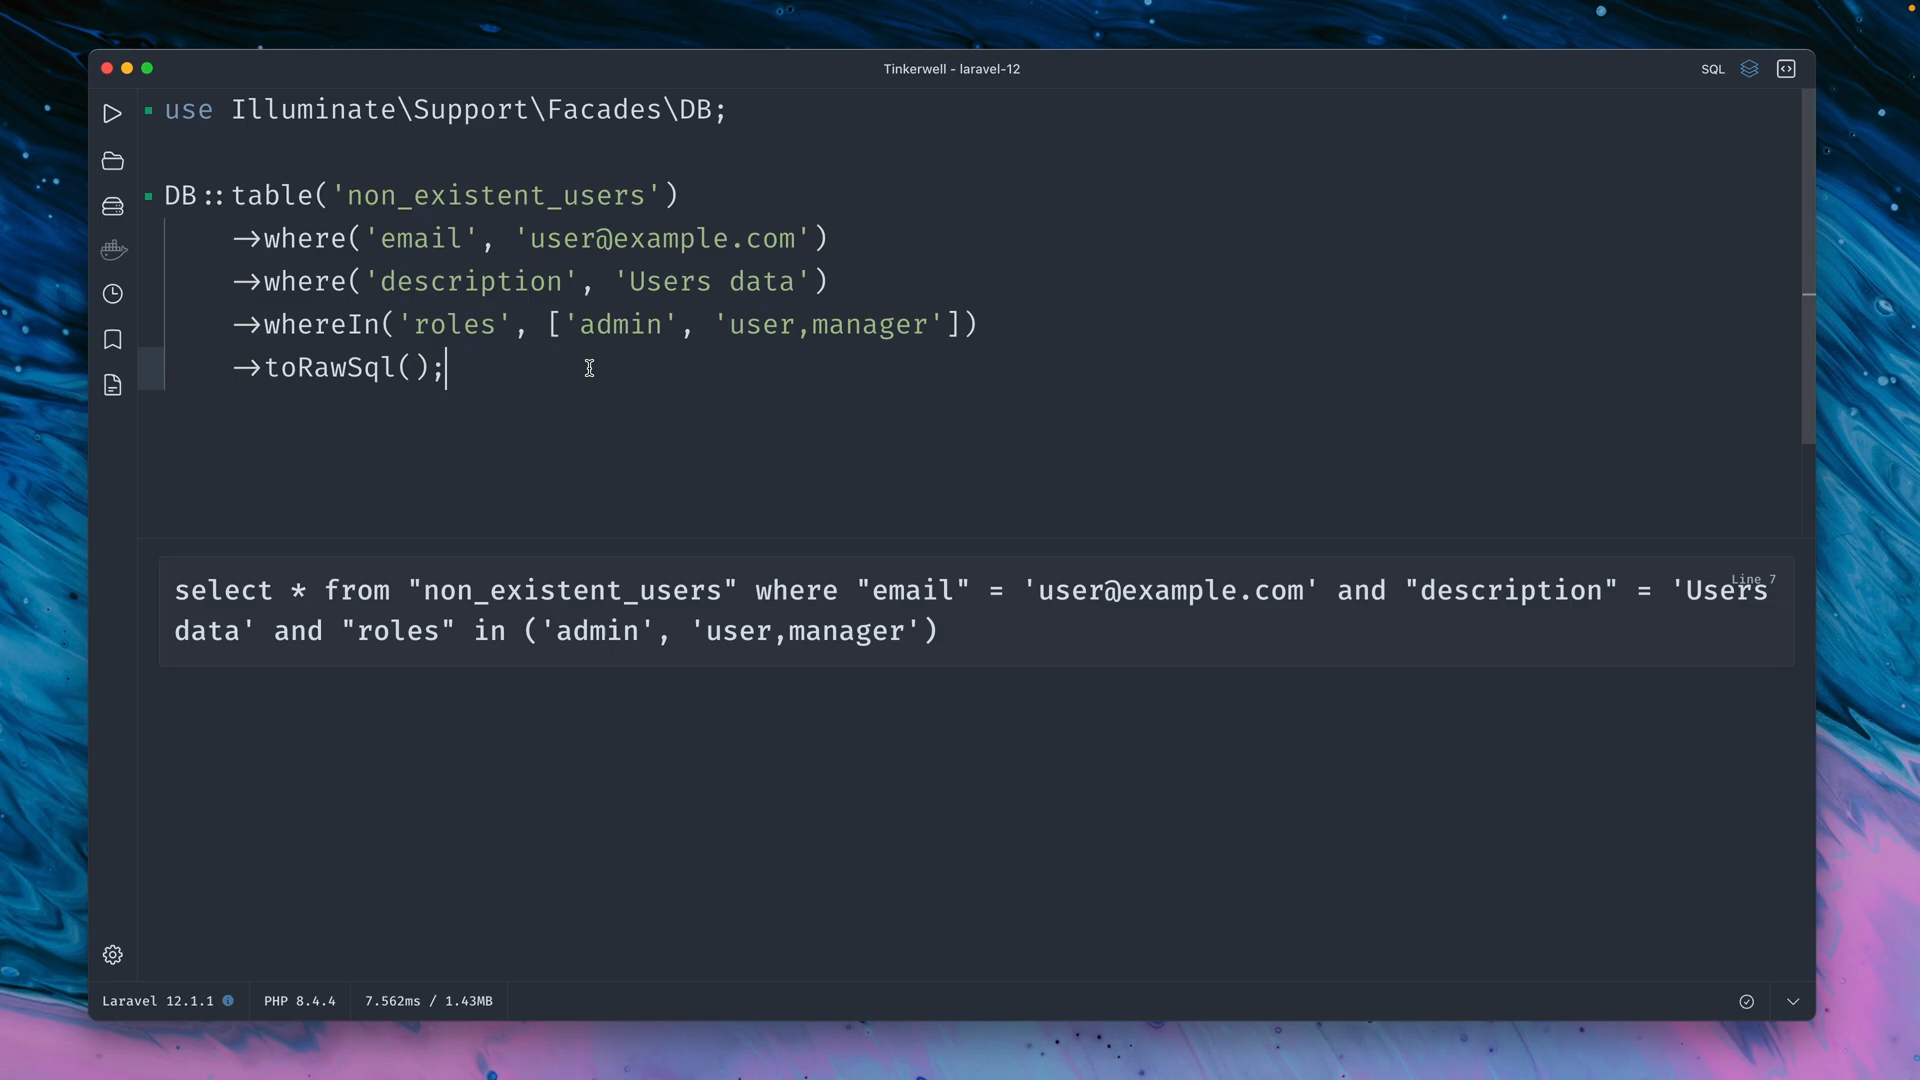 Tinkerwell - laravel-12
SQL
use Illuminate\Support\Facades\DB;
DB::table('non_existent_users')
->where('email', 'user@example.com')
->where('description', 'Users data')
->whereIn('roles', ['admin', 'user,manager'])
->toRawSql();
Line 7
select * from "non_existent_users" where "email" = 'user@example.com' and "description" = 'Users
data' and "roles" in ('admin', 'user,manager')
Laravel 12.1.1
PHP 8.4.4
7.562ms / 1.43MB